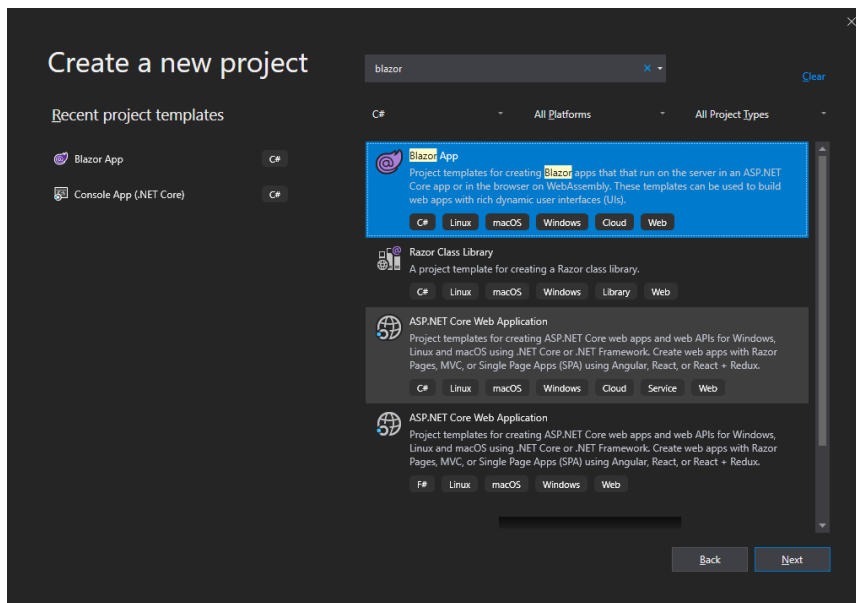 Create a new project
blazor
Clear
Recent project templates
C#
All Platforms
All Project Types
Blazor App
C#
Console App (.NET Core)
C#
Blazor App
Project templates for creating Blazor apps that that run on the server in an ASP.NET
Core app or in the browser on WebAssembly. These templates can be used to build
web apps with rich dynamic user interfaces (UIs).
C# Linux macOS Windows Cloud Web
Razor Class Library
A project template for creating a Razor class library.
C# Linux macOS Windows Library Web
ASP.NET Core Web Application
Project templates for creating ASP.NET Core web apps and web APIs for Windows,
Linux and macOS using .NET Core or .NET Framework. Create web apps with Razor
Pages, MVC, or Single Page Apps (SPA) using Angular, React, or React + Redux.
C# Linux macOS Windows Cloud Service Web
ASP.NET Core Web Application
Project templates for creating ASP.NET Core web apps and web APIs for Windows,
Linux and macOS using .NET Core or .NET Framework. Create web apps with Razor
Pages, MVC, or Single Page Apps (SPA) using Angular, React, or React + Redux.
F# Linux macOS Windows Web
Back
Next